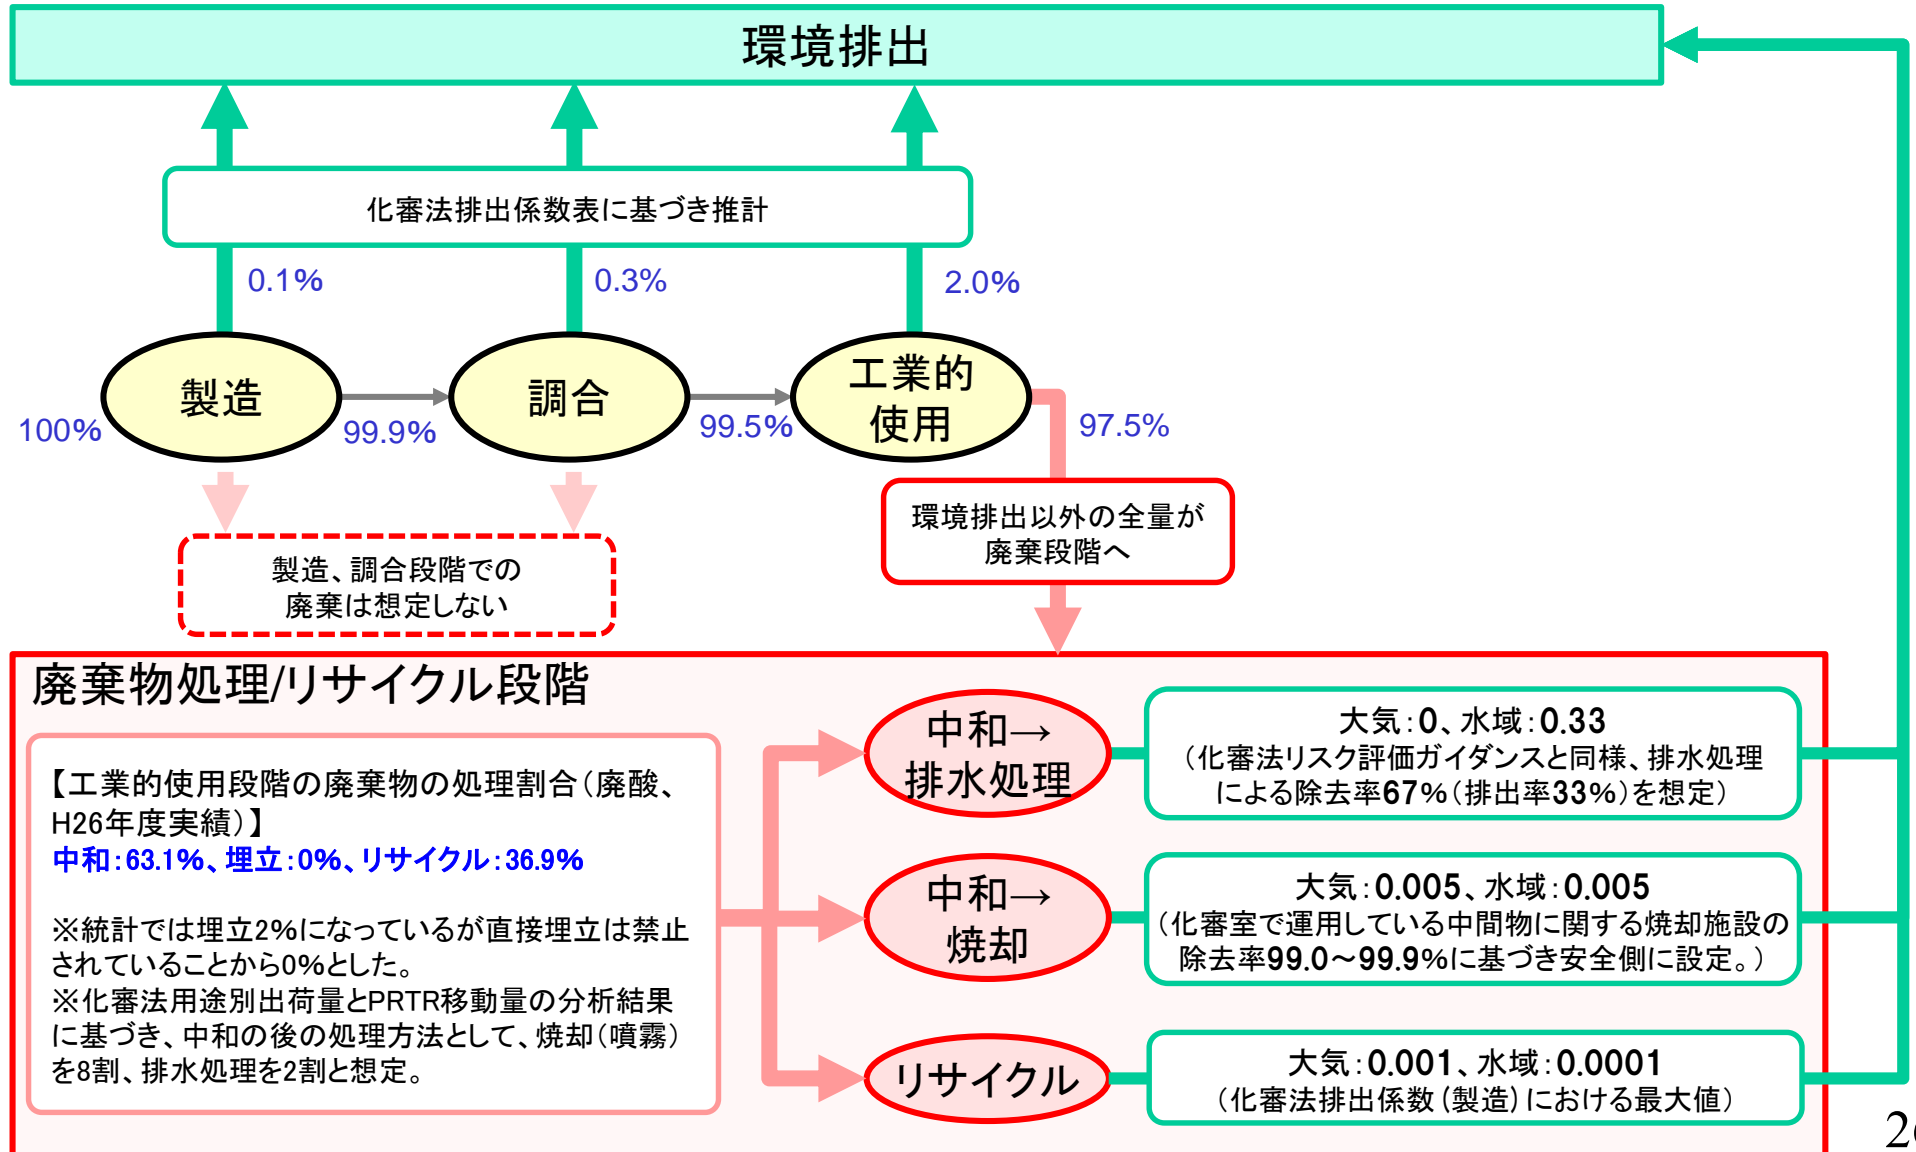 環境排出
化審法排出係数表に基づき推計
0.1%
0.3%
2.0%
製造
調合
工業的
使用
100%
99.9%
99.5%
97.5%
環境排出以外の全量が
廃棄段階へ
製造、調合段階での
廃棄は想定しない
廃棄物処理/リサイクル段階
【工業的使用段階の廃棄物の処理割合（廃酸、
H26年度実績）】
中和：63.1%、埋立：0%、リサイクル：36.9%
※統計では埋立2%になっているが直接埋立は禁止
されていることから0%とした。
※化審法用途別出荷量とPRTR移動量の分析結果
に基づき、中和の後の処理方法として、焼却（噴霧）
を8割、排水処理を2割と想定。
中和→
排水処理
大気：0、水域：0.33
（化審法リスク評価ガイダンスと同様、排水処理
による除去率67%（排出率33%）を想定）
中和→
焼却
大気：0.005、水域：0.005
（化審室で運用している中間物に関する焼却施設の
除去率99.0～99.9%に基づき安全側に設定。）
リサイクル
大気：0.001、水域：0.0001
（化審法排出係数（製造）における最大値）